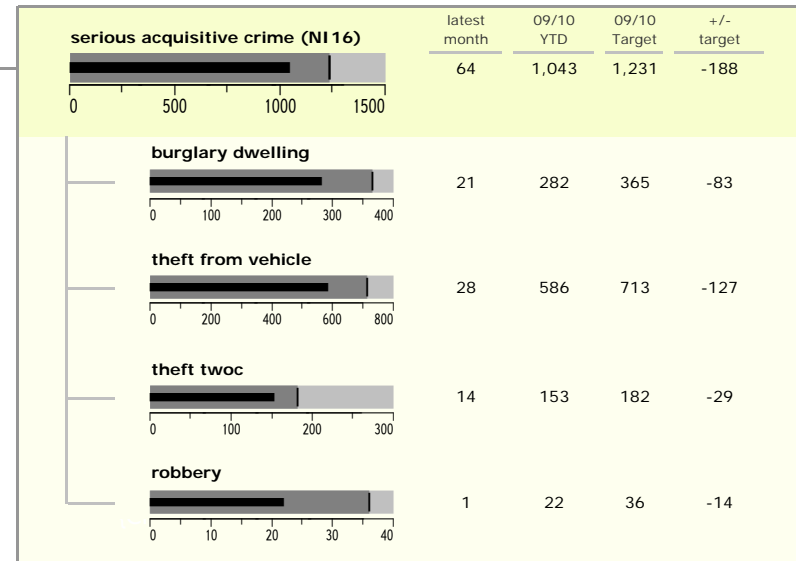 latest 09/10 09/10 +/-
serious acquisitive crime (NI16) month YTD Target target
64 1,043 1,231 -188
0 500 1000 1500
burglary dwelling
21 282 365 -83
0 100 200 300 400
theft from vehicle
28 586 713 -127
0 200 400 600 800
theft twoc
14 153 182 -29
0 100 200 300
robbery
1 22 36 -14
0 10 20 30 40